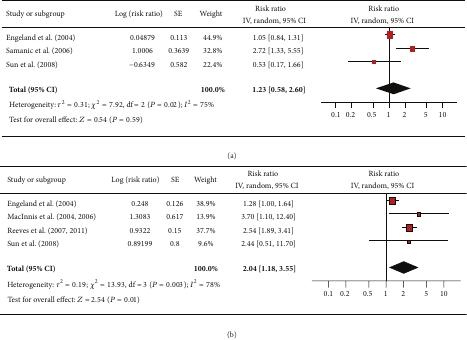 Study or subgroup Log (risk ratio) SE Weight Risk ratio Risk ratio
IV, random, 95% CI IV, random, 95% CI
Engeland et al. (2004) 0.04879 0.113 44.9% 1.05 [0.84, 1.31]
Samanic et al. (2006) 1.0006 0.3639 32.8% 2.72 [1.33, 5.55]
Sun et al. (2008) −0.6349 0.582 22.4% 0.53 [0.17, 1.66]
Total (95% CI) 100.0% 1.23 [0.58, 2.60]
Heterogeneity: τ² = 0.31; χ² = 7.92, df = 2 (P = 0.02); I² = 75%
Test for overall effect: Z = 0.54 (P = 0.59)
0.1 0.2 0.5 1 2 5 10
(a)
Study or subgroup Log (risk ratio) SE Weight Risk ratio Risk ratio
IV, random, 95% CI IV, random, 95% CI
Engeland et al. (2004) 0.248 0.126 38.9% 1.28 [1.00, 1.64]
MacInnis et al. (2004, 2006) 1.3083 0.617 13.9% 3.70 [1.10, 12.40]
Reeves et al. (2007, 2011) 0.9322 0.15 37.7% 2.54 [1.89, 3.41]
Sun et al. (2008) 0.89199 0.8 9.6% 2.44 [0.51, 11.70]
Total (95% CI) 100.0% 2.04 [1.18, 3.55]
Heterogeneity: τ² = 0.19; χ² = 13.93, df = 3 (P = 0.003); I² = 78%
Test for overall effect: Z = 2.54 (P = 0.01)
0.1 0.2 0.5 1 2 5 10
(b)